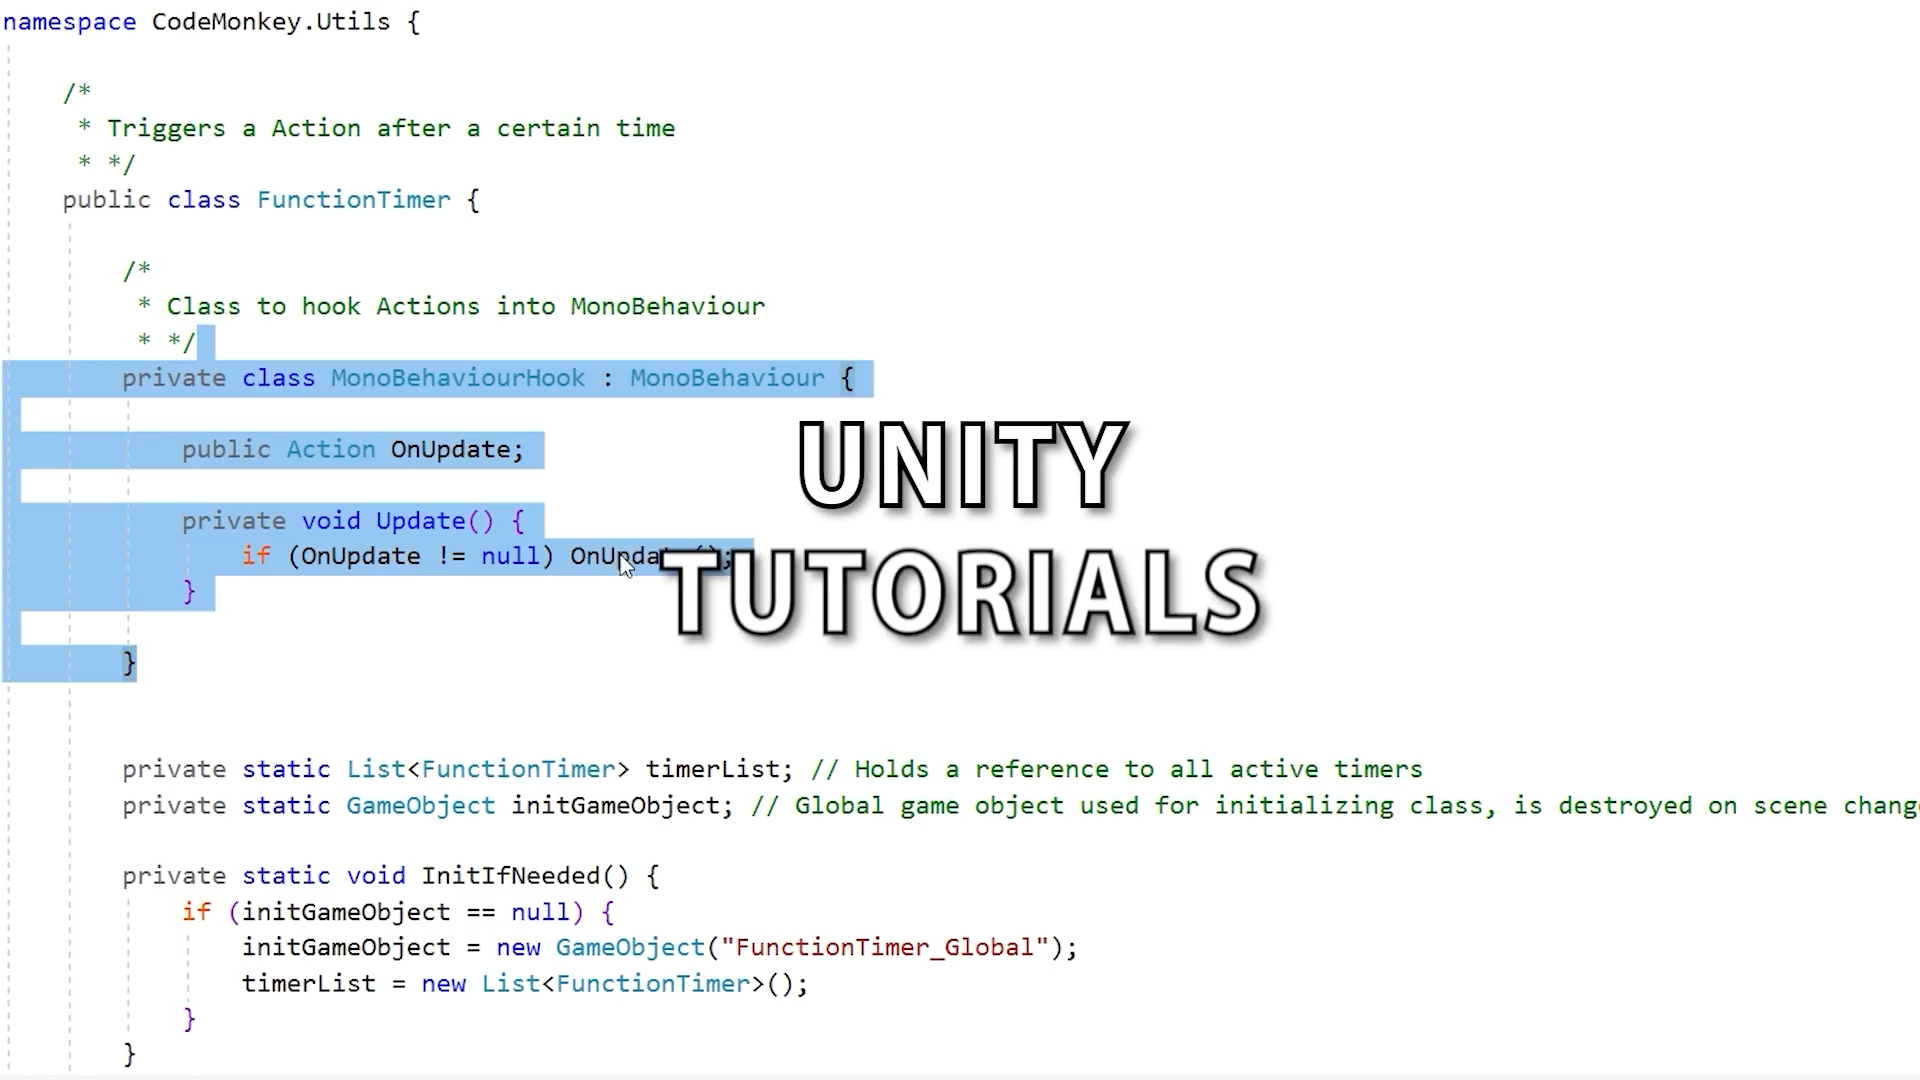 namespace CodeMonkey.Utils {
/*
* Triggers a Action after a certain time
* */
public class FunctionTimer {
/*
* Class to hook Actions into MonoBehaviour
* */
private class MonoBehaviourHook : MonoBehaviour {
public Action OnUpdate;
private void Update() {
if (OnUpdate != null) OnUpdate();
}
}
UNITY
TUTORIALS
private static List<FunctionTimer> timerList; // Holds a reference to all active timers
private static GameObject initGameObject; // Global game object used for initializing class, is destroyed on scene chang
private static void InitIfNeeded() {
if (initGameObject == null) {
initGameObject = new GameObject("FunctionTimer_Global");
timerList = new List<FunctionTimer>();
}
}